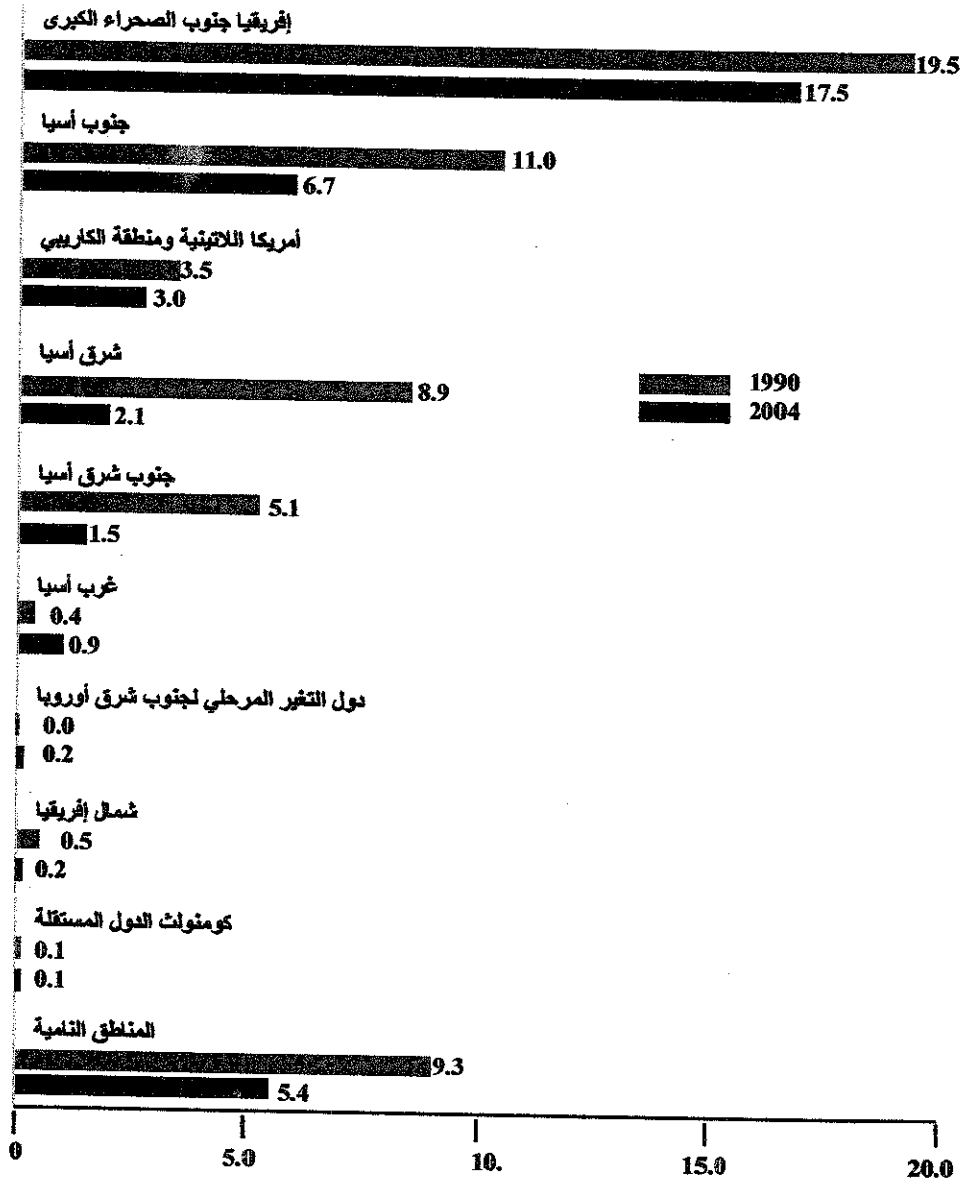 إفريقيا جنوب الصحراء الكبرى
19.5
17.5
جنوب أسيا
11.0
6.7
أمريكا اللاتينية ومنطقة الكاريبي
3.5
3.0
شرق أسيا
8.9
2.1
1990
2004
جنوب شرق أسيا
5.1
1.5
غرب أسيا
0.4
0.9
دول التغير المرحلي لجنوب شرق أوروبا
0.0
0.2
شمال إفريقيا
0.5
0.2
كومنولث الدول المستقلة
0.1
0.1
المناطق النامية
9.3
5.4
0 5.0 10. 15.0 20.0